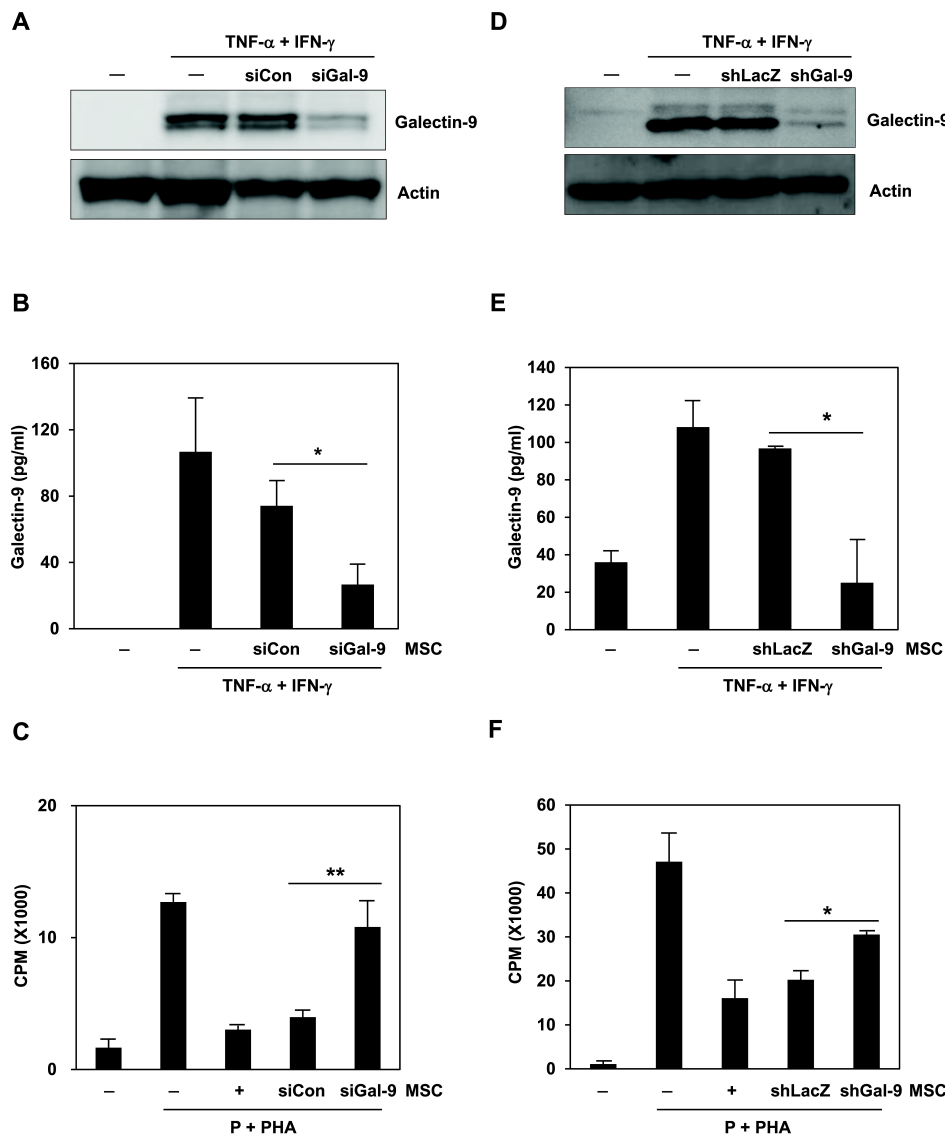 A
TNF-α + IFN-γ
– – siCon siGal-9
Galectin-9
Actin
D
TNF-α + IFN-γ
– – shLacZ shGal-9
Galectin-9
Actin
B
160
120
80
40
0
Galectin-9 (pg/ml)
*
– – siCon siGal-9 MSC
TNF-α + IFN-γ
E
140
120
100
80
60
40
20
0
Galectin-9 (pg/ml)
*
– – shLacZ shGal-9 MSC
TNF-α + IFN-γ
C
20
10
0
CPM (X1000)
**
– – + siCon siGal-9 MSC
P + PHA
F
60
50
40
30
20
10
0
CPM (X1000)
*
– – + shLacZ shGal-9 MSC
P + PHA